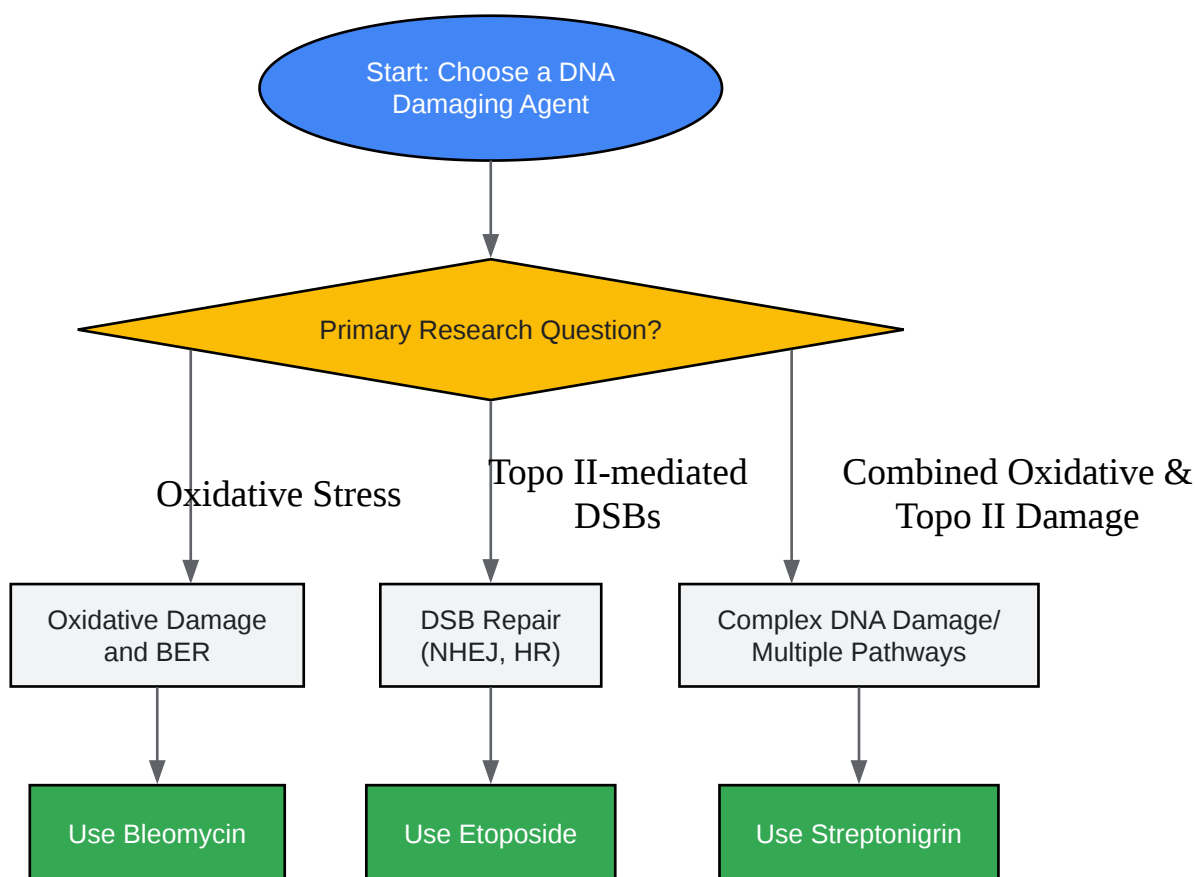 Start: Choose a DNA
Damaging Agent
Primary Research Question?
Oxidative Stress
Topo II-mediated
DSBs
Combined Oxidative &
Topo II Damage
Oxidative Damage
and BER
DSB Repair
(NHEJ, HR)
Complex DNA Damage/
Multiple Pathways
Use Bleomycin
Use Etoposide
Use Streptonigrin